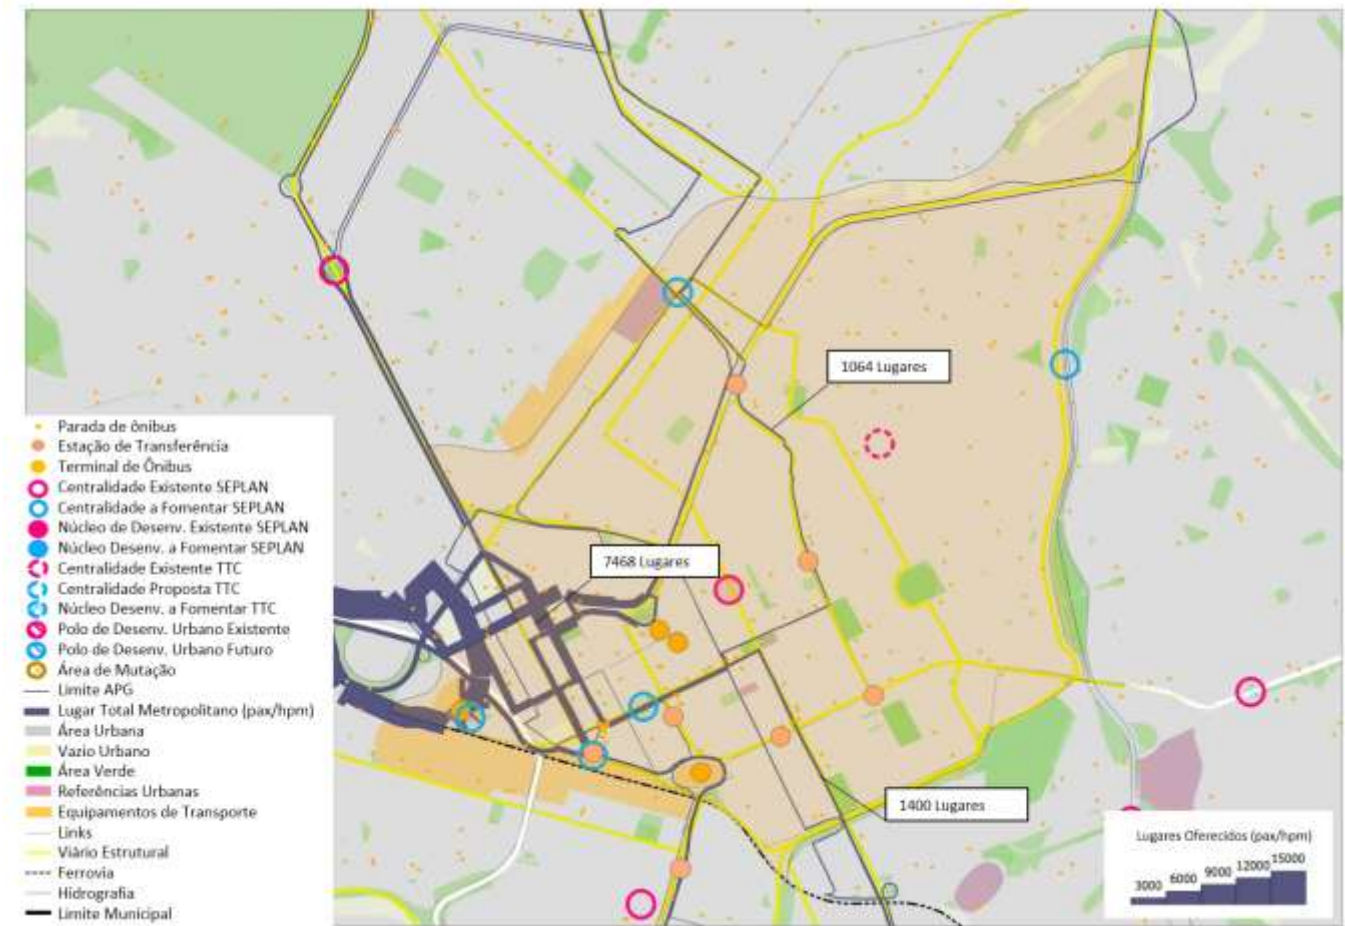 1064 Lugares
7468 Lugares
1400 Lugares
Parada de ônibus
Estação de Transferência
Terminal de Ônibus
Centralidade Existente SEPLAN
Centralidade a Fomentar SEPLAN
Núcleo de Desenv. Existente SEPLAN
Núcleo Desenv. a Fomentar SEPLAN
Centralidade Existente TTC
Centralidade Proposta TTC
Núcleo Desenv. a Fomentar TTC
Polo de Desenv. Urbano Existente
Polo de Desenv. Urbano Futuro
Área de Mutação
Limite APG
Lugar Total Metropolitano (pax/hpm)
Área Urbana
Vazio Urbano
Área Verde
Referências Urbanas
Equipamentos de Transporte
Links
Viário Estrutural
Ferrovia
Hidrografia
Limite Municipal
Lugares Oferecidos (pax/hpm)
3000 6000 9000 12000 15000